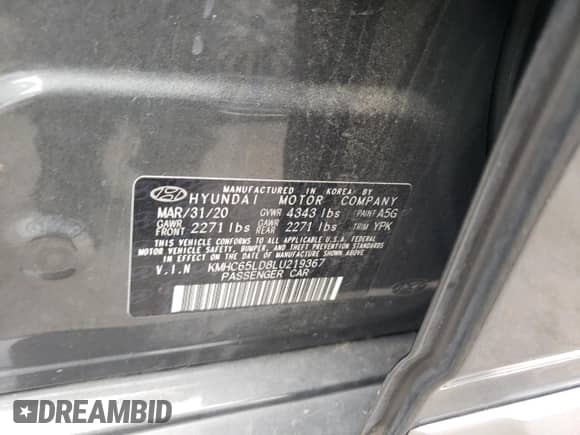 MANUFACTURED IN KOREA BY
HYUNDAI MOTOR COMPANY
MAR/31/20 GVWR 4343 lbs PAINT A5G
GAWR FRONT 2271 lbs GAWR REAR 2271 lbs TRIM YPK
THIS VEHICLE CONFORMS TO ALL APPLICABLE U.S.A. FEDERAL
MOTOR VEHICLE SAFETY, BUMPER, AND THEFT PREVENTION
STANDARDS IN EFFECT ON THE DATE OF MANUFACTURE SHOWN ABOVE.
V.I.N KMHC65LD8LU219367
PASSENGER CAR
DREAMBID